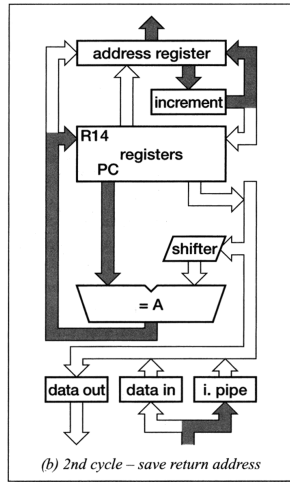 address register
increment
R14
registers
PC
shifter
= A
data out
data in
i. pipe
(b) 2nd cycle – save return address